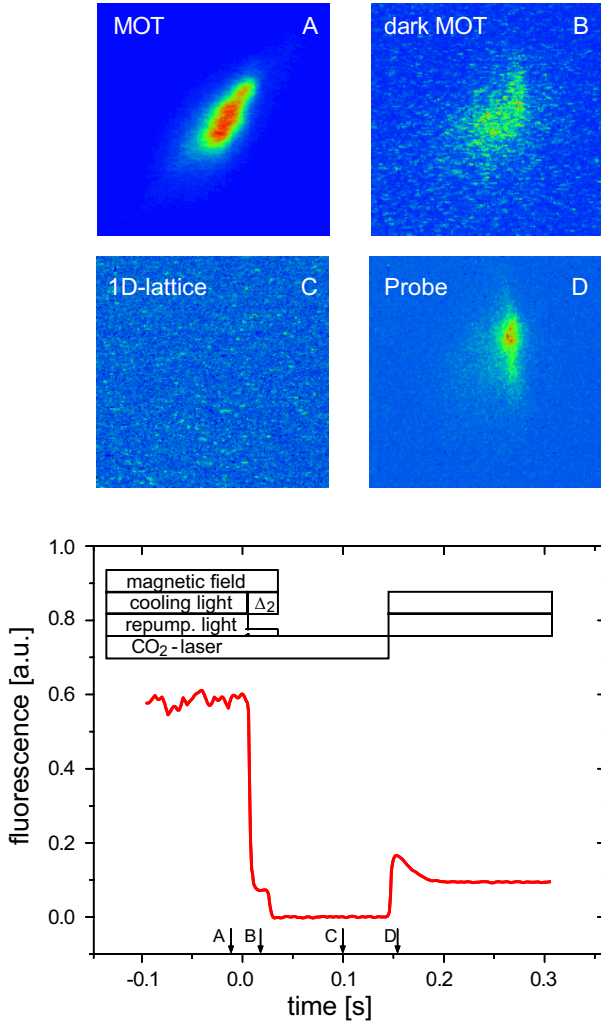 MOT A
dark MOT B
1D-lattice C
Probe D
1.0
0.8
0.6
0.4
0.2
0.0
fluorescence [a.u.]
magnetic field
cooling light Δ2
repump. light
CO2-laser
A B C D
-0.1 0.0 0.1 0.2 0.3
time [s]